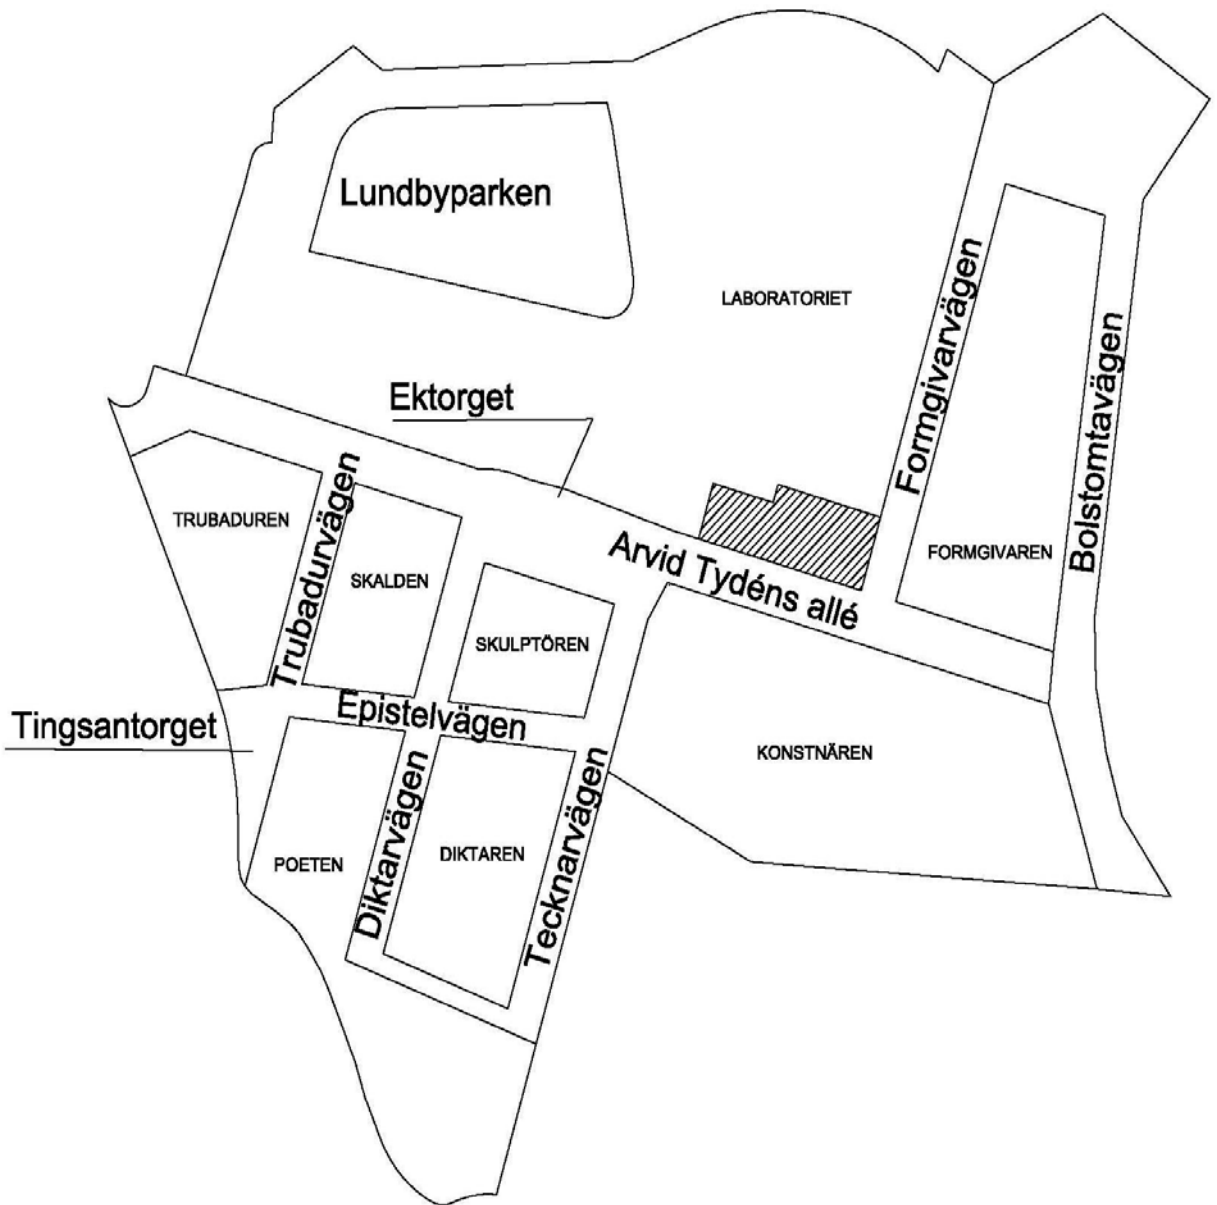 Lundbyparken
LABORATORIET
Formgivarvägen
Bolstomtavägen
Ektorget
TRUBADUREN
Trubadurvägen
SKALDEN
SKULPTÖREN
Arvid Tydéns allé
FORMGIVAREN
Tingsantorget
Epistelvägen
KONSTNÄREN
POETEN
Diktarvägen
DIKTAREN
Tecknarvägen